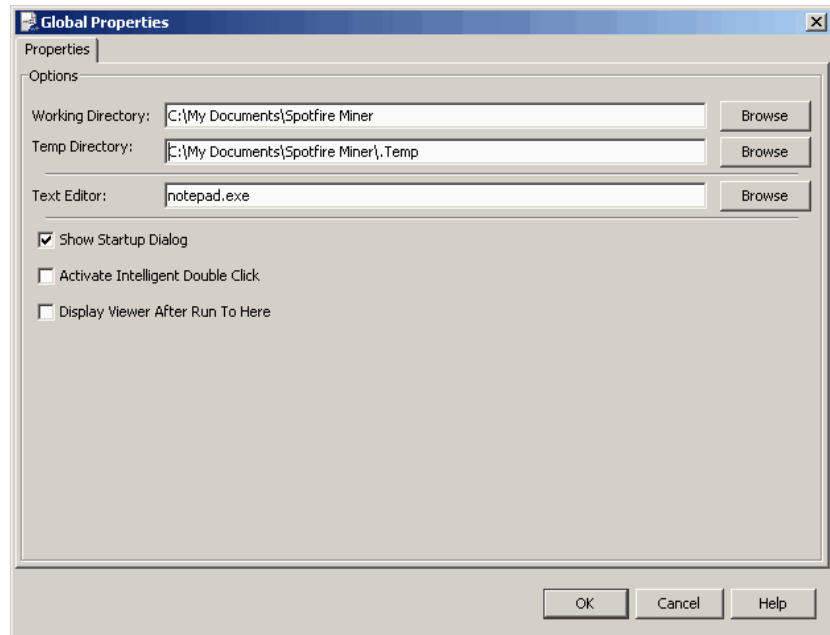 Global Properties
Properties
Options
Working Directory: C:\My Documents\Spotfire Miner Browse
Temp Directory: C:\My Documents\Spotfire Miner\.Temp Browse
Text Editor: notepad.exe Browse
Show Startup Dialog
Activate Intelligent Double Click
Display Viewer After Run To Here
OK Cancel Help